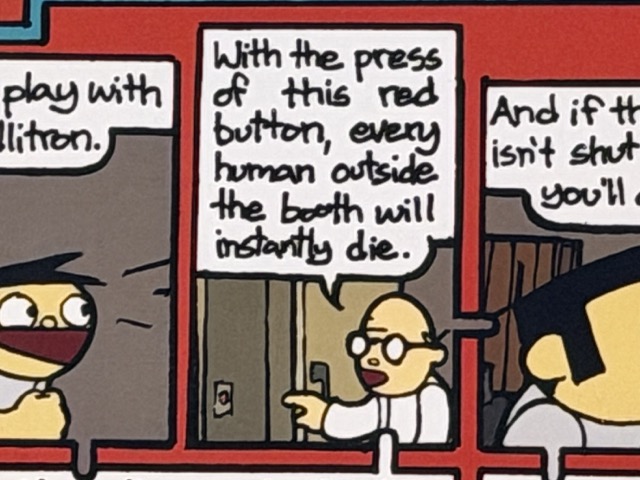 play with
llitron.
With the press
of this red
button, every
human outside
the booth will
instantly die.
And if th
isn't shut
you'll